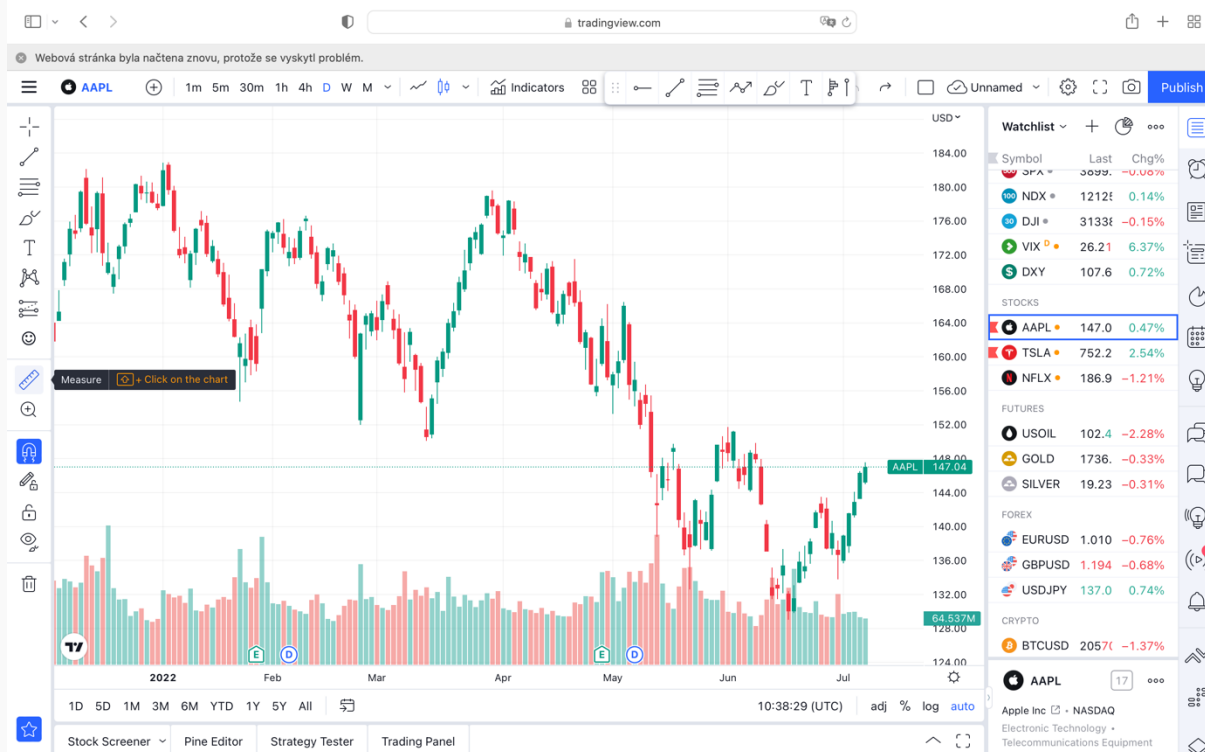 tradingview.com
Webová stránka byla načtena znovu, protože se vyskytl problém.
AAPL 1m 5m 30m 1h 4h D W M Indicators Unnamed Publish
USD
184.00
180.00
176.00
172.00
168.00
164.00
160.00
156.00
152.00
148.00
AAPL 147.04
144.00
140.00
136.00
132.00
64.537M
128.00
124.00
Measure + Click on the chart
E D E D
2022 Feb Mar Apr May Jun Jul
1D 5D 1M 3M 6M YTD 1Y 5Y All 10:38:29 (UTC) adj % log auto
Stock Screener Pine Editor Strategy Tester Trading Panel
Watchlist
Symbol Last Chg%
SPX 3899. −0.08%
100 NDX 1212 0.14%
30 DJI 3133 −0.15%
VIX D 26.21 6.37%
DXY 107.6 0.72%
STOCKS
AAPL 147.0 0.47%
TSLA 752.2 2.54%
NFLX 186.9 −1.21%
FUTURES
USOIL 102.4 −2.28%
GOLD 1736. −0.33%
SILVER 19.23 −0.31%
FOREX
EURUSD 1.010 −0.76%
GBPUSD 1.194 −0.68%
USDJPY 137.0 0.74%
CRYPTO
BTCUSD 2057 −1.37%
AAPL 17
Apple Inc • NASDAQ
Electronic Technology •
Telecommunications Equipment